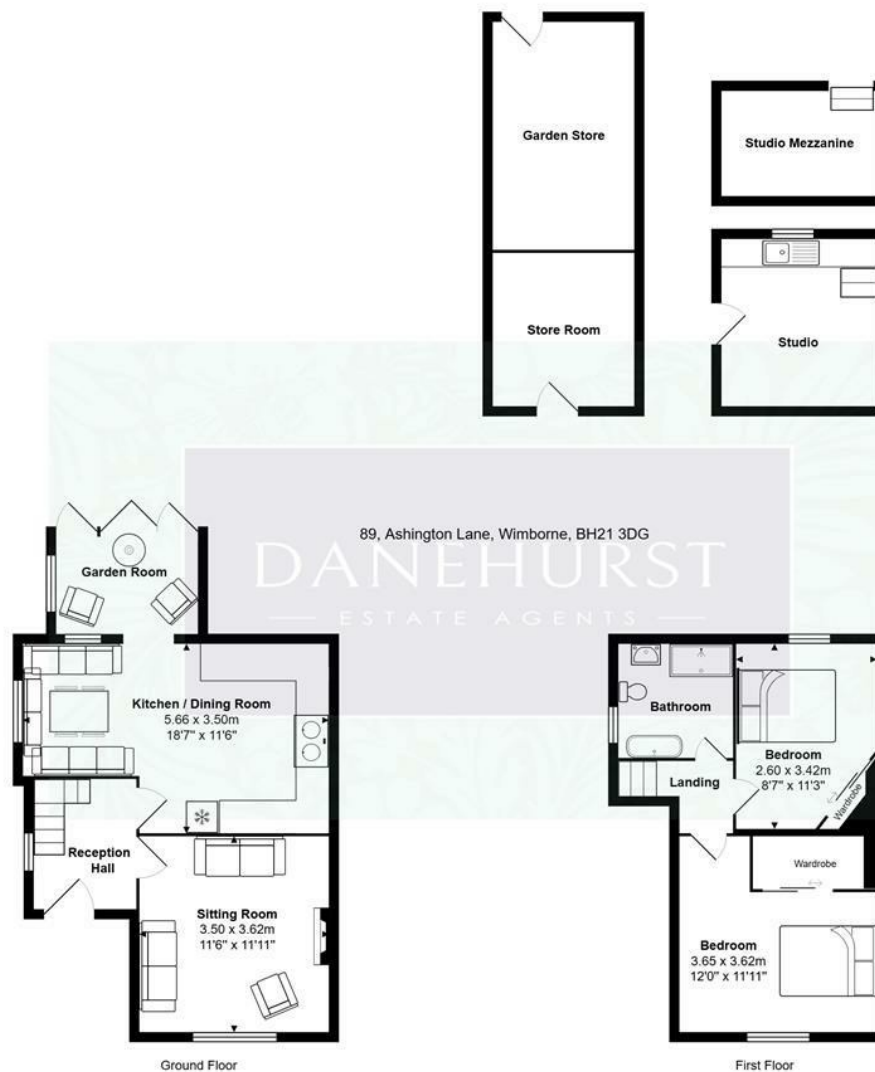 Garden Store
Store Room
Studio Mezzanine
Studio
89, Ashington Lane, Wimborne, BH21 3DG
DANEHURST
ESTATE AGENTS
Garden Room
Kitchen / Dining Room
5.66 x 3.50m
18'7" x 11'6"
Reception
Hall
Sitting Room
3.50 x 3.62m
11'6" x 11'11"
Ground Floor
Bathroom
Landing
Bedroom
2.60 x 3.42m
8'7" x 11'3"
Wardrobe
Wardrobe
Bedroom
3.65 x 3.62m
12'0" x 11'11"
First Floor